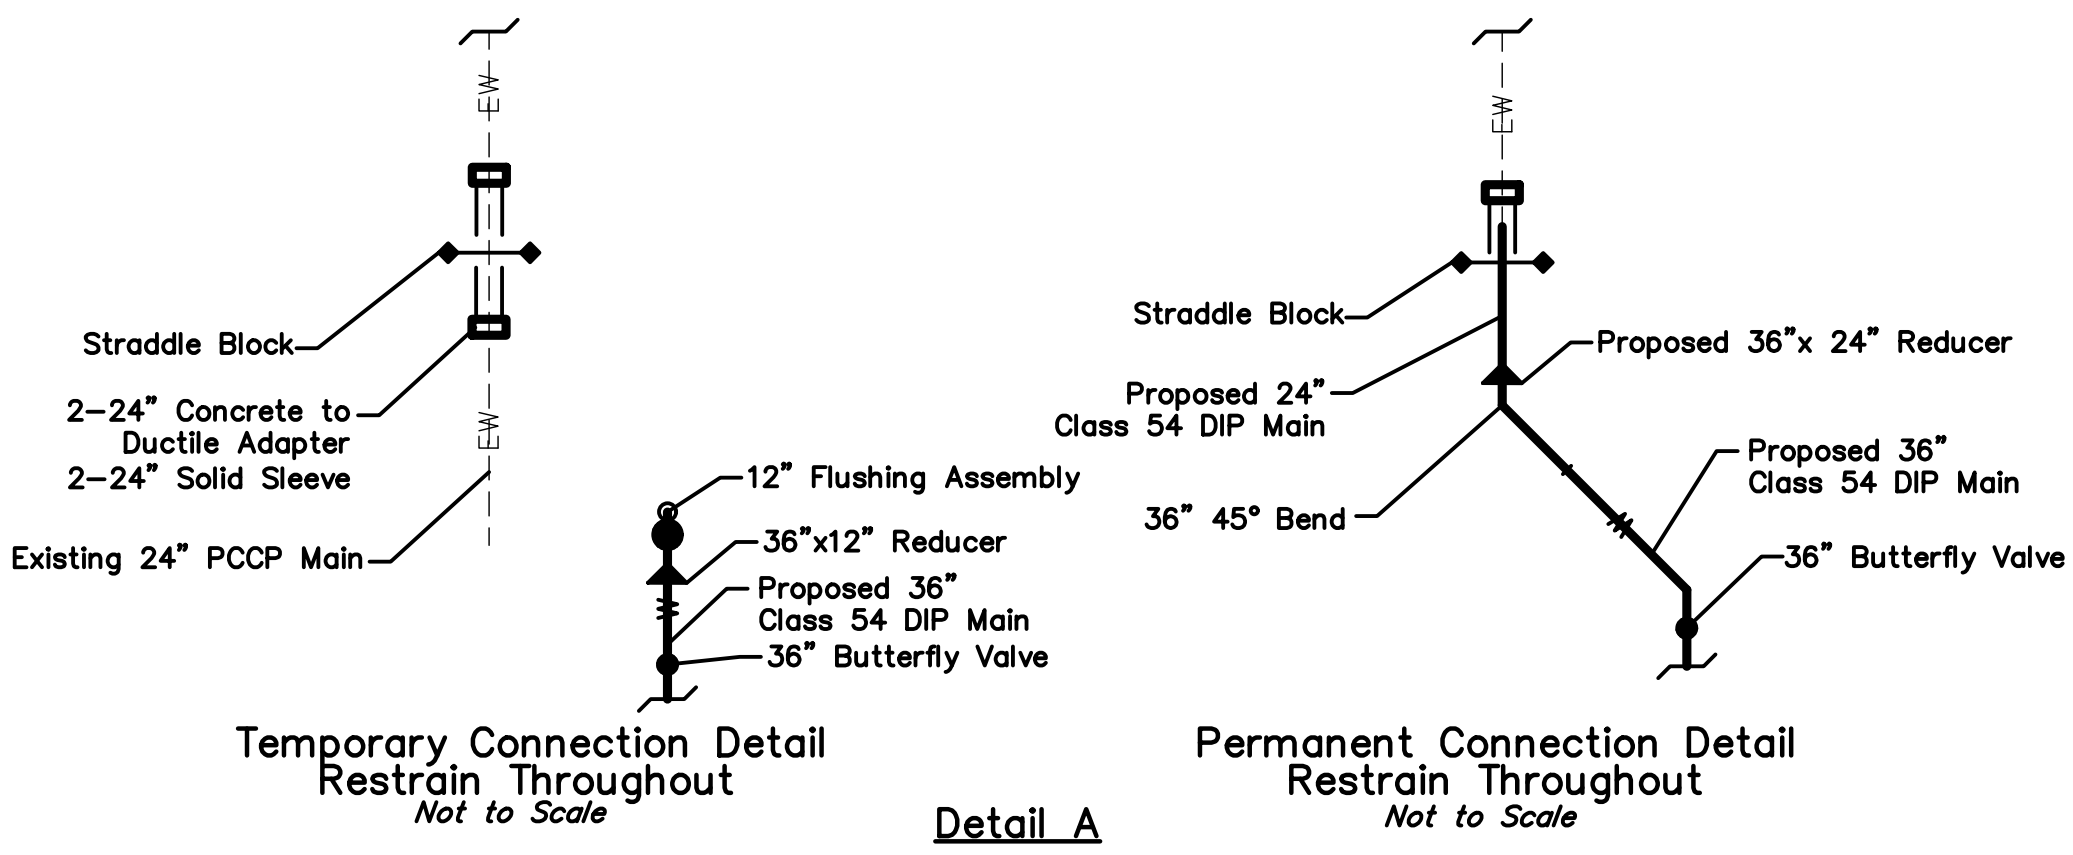 EW
Straddle Block
2-24” Concrete to
Ductile Adapter
2-24” Solid Sleeve
EW
Existing 24” PCCP Main
12” Flushing Assembly
36”x12” Reducer
Proposed 36”
Class 54 DIP Main
36” Butterfly Valve
Temporary Connection Detail
Restrain Throughout
Not to Scale
EW
Straddle Block
Proposed 36”x 24” Reducer
Proposed 24”
Class 54 DIP Main
36” 45° Bend
Proposed 36”
Class 54 DIP Main
36” Butterfly Valve
Permanent Connection Detail
Restrain Throughout
Not to Scale
Detail A